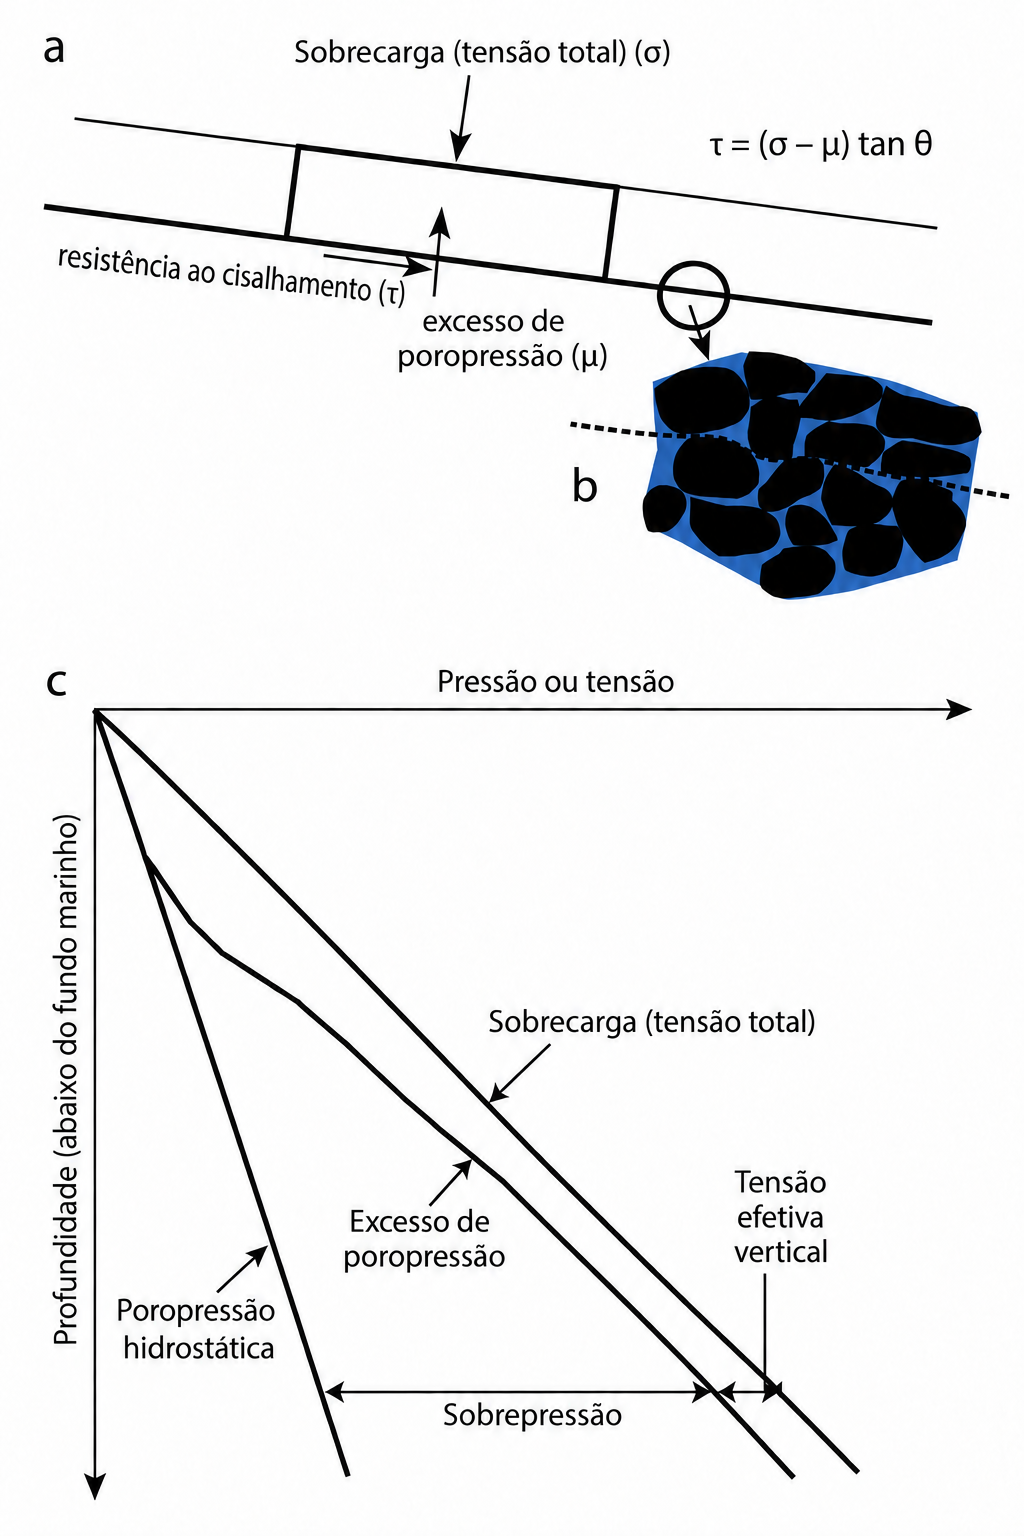 a
Sobrecarga (tensão total) (σ)
τ = (σ – μ) tan θ
resistência ao cisalhamento (τ)
excesso de
poropressão (μ)
b
c
Pressão ou tensão
Profundidade (abaixo do fundo marinho)
Sobrecarga (tensão total)
Tensão
efetiva
vertical
Excesso de
poropressão
Poropressão
hidrostática
Sobrepressão